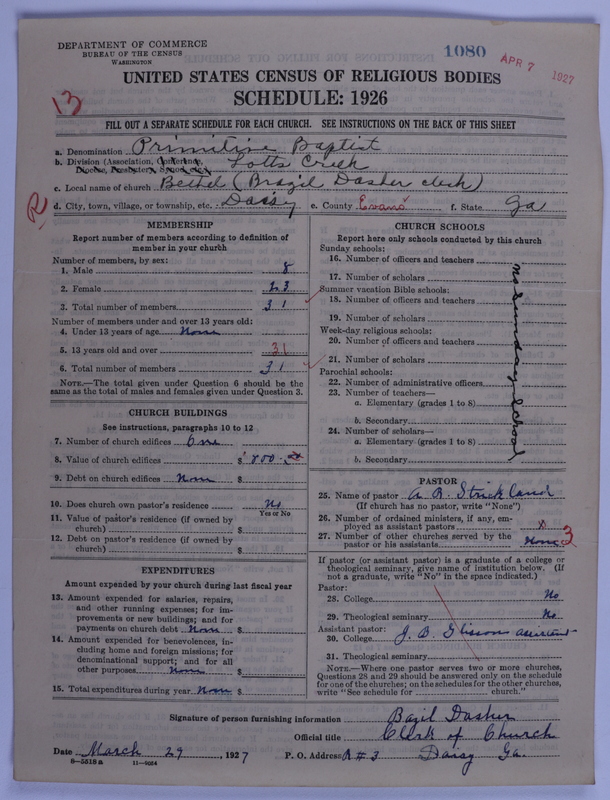 DEPARTMENT OF COMMERCE
BUREAU OF THE CENSUS
WASHINGTON
1080
APR 7 1927
UNITED STATES CENSUS OF RELIGIOUS BODIES
SCHEDULE: 1926
13
FILL OUT A SEPARATE SCHEDULE FOR EACH CHURCH. SEE INSTRUCTIONS ON THE BACK OF THIS SHEET
a. Denomination Primitive Baptist
b. Division (Association, Conference, Lotts Creek
Diocese, Presbytery, Synod, etc.)
c. Local name of church Bethel (Brazil Dasher clerk)
R
d. City, town, village, or township, etc. Daisy e. County Evans f. State Ga
MEMBERSHIP
Report number of members according to definition of
member in your church
Number of members, by sex:
1. Male 8
2. Female 23
3. Total number of members 31
Number of members under and over 13 years old:
4. Under 13 years of age None
5. 13 years old and over 31
6. Total number of members 31
NOTE.—The total given under Question 6 should be the
same as the total of males and females given under Question 3.
CHURCH BUILDINGS
See instructions, paragraphs 10 to 12
7. Number of church edifices One
8. Value of church edifices $ 800.00
9. Debt on church edifices None $
10. Does church own pastor's residence No
Yes or No
11. Value of pastor's residence (if owned by
church) $
12. Debt on pastor's residence (if owned by
church) $
EXPENDITURES
Amount expended by your church during last fiscal year
13. Amount expended for salaries, repairs,
and other running expenses; for im-
provements or new buildings; and for
payments on church debt None $
14. Amount expended for benevolences, in-
cluding home and foreign missions; for
denominational support; and for all
other purposes None $
15. Total expenditures during year None $
CHURCH SCHOOLS
Report here only schools conducted by this church
Sunday schools:
16. Number of officers and teachers
17. Number of scholars
Summer vacation Bible schools:
18. Number of officers and teachers
19. Number of scholars
Week-day religious schools:
20. Number of officers and teachers
21. Number of scholars
Parochial schools:
22. Number of administrative officers
23. Number of teachers—
a. Elementary (grades 1 to 8)
b. Secondary
24. Number of scholars—
a. Elementary (grades 1 to 8)
b. Secondary
No Sunday School
PASTOR
25. Name of pastor A R Strickland
(If church has no pastor, write "None")
26. Number of ordained ministers, if any, em-
ployed as assistant pastors x
27. Number of other churches served by the
pastor or his assistants None 3
If pastor (or assistant pastor) is a graduate of a college or
theological seminary, give name of institution below. (If
not a graduate, write "No" in the space indicated.)
Pastor:
28. College No
29. Theological seminary No
Assistant pastor:
30. College J. B. Glisson assistant
31. Theological seminary
NOTE.—Where one pastor serves two or more churches,
Questions 28 and 29 should be answered only on the schedule
for one of the churches; on the schedules for the other churches,
write "See schedule for church."
Signature of person furnishing information Bazil Dasher
Official title Clerk of Church
Date March 29, 1927 P. O. Address R # 3 Daisy Ga.
8—5518 a 11—9664